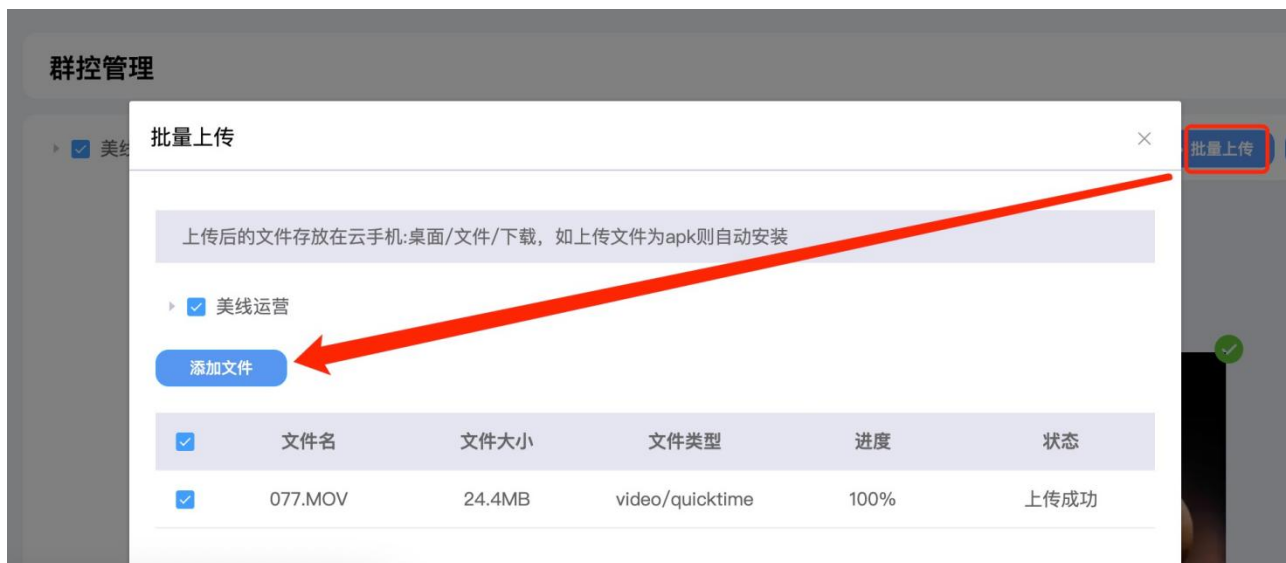 群控管理
美线
批量上传
批量上传
上传后的文件存放在云手机:桌面/文件/下载，如上传文件为apk则自动安装
美线运营
添加文件
文件名 文件大小 文件类型 进度 状态
077.MOV 24.4MB video/quicktime 100% 上传成功